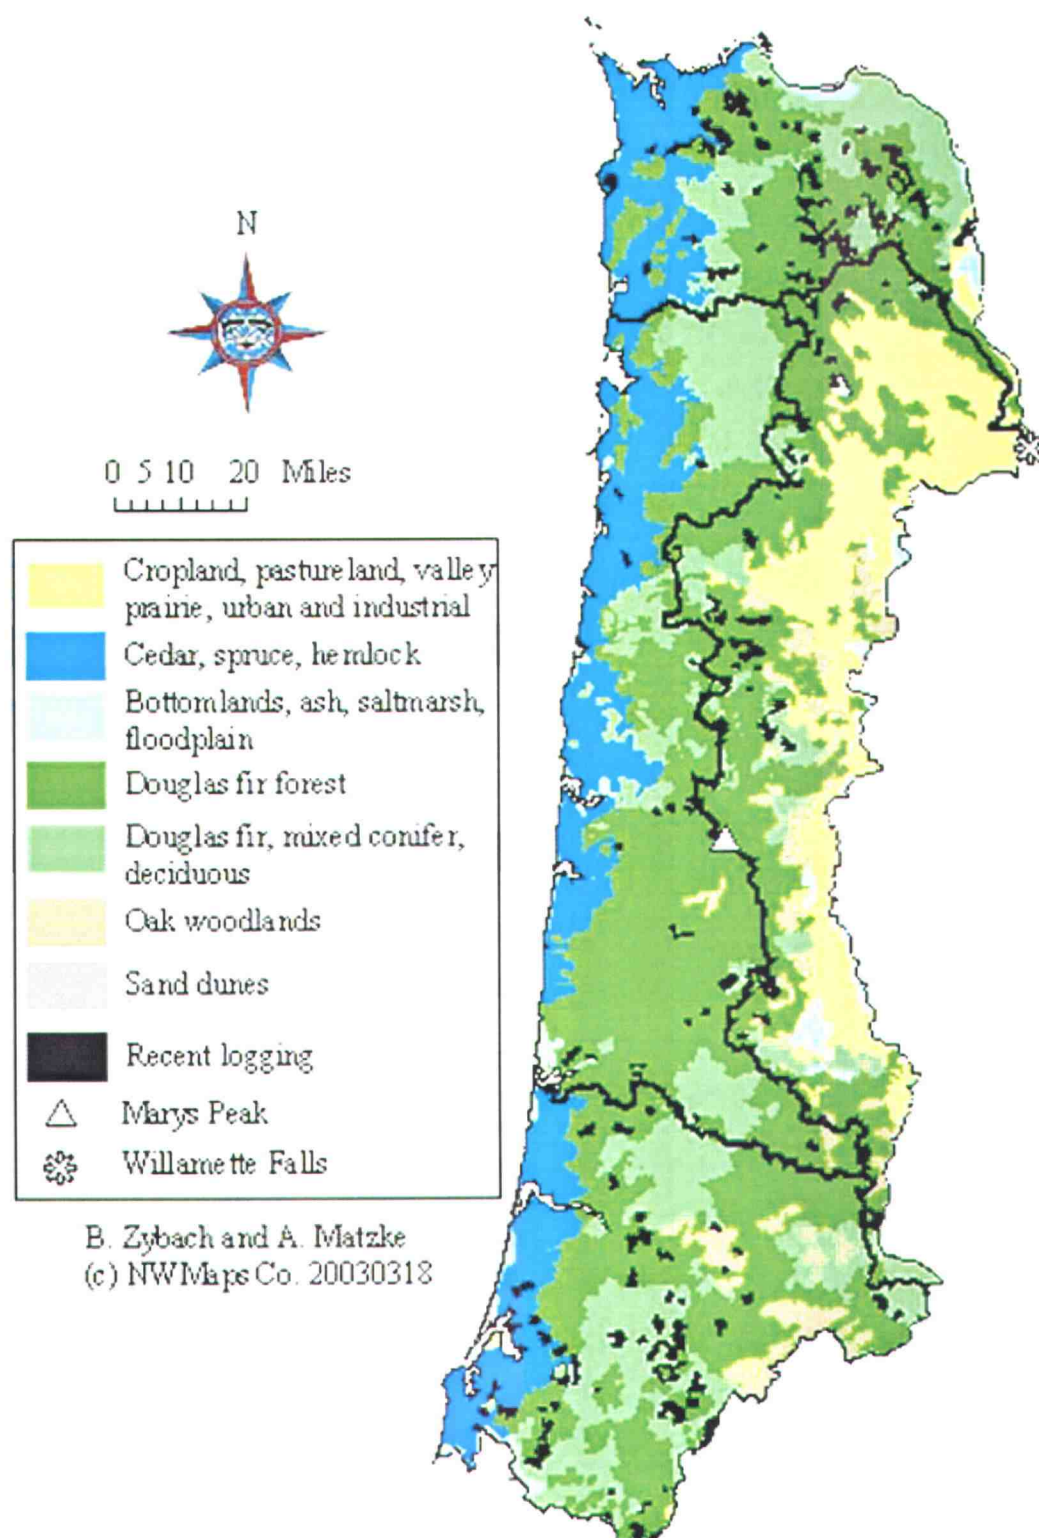 N
0 5 10 20 Miles
Cropland, pastureland, valley
prairie, urban and industrial
Cedar, spruce, hemlock
Bottomlands, ash, saltmarsh,
floodplain
Douglas fir forest
Douglas fir, mixed conifer,
deciduous
Oak woodlands
Sand dunes
Recent logging
Marys Peak
Willamette Falls
B. Zybach and A. Matzke
(c) NW Maps Co. 20030318